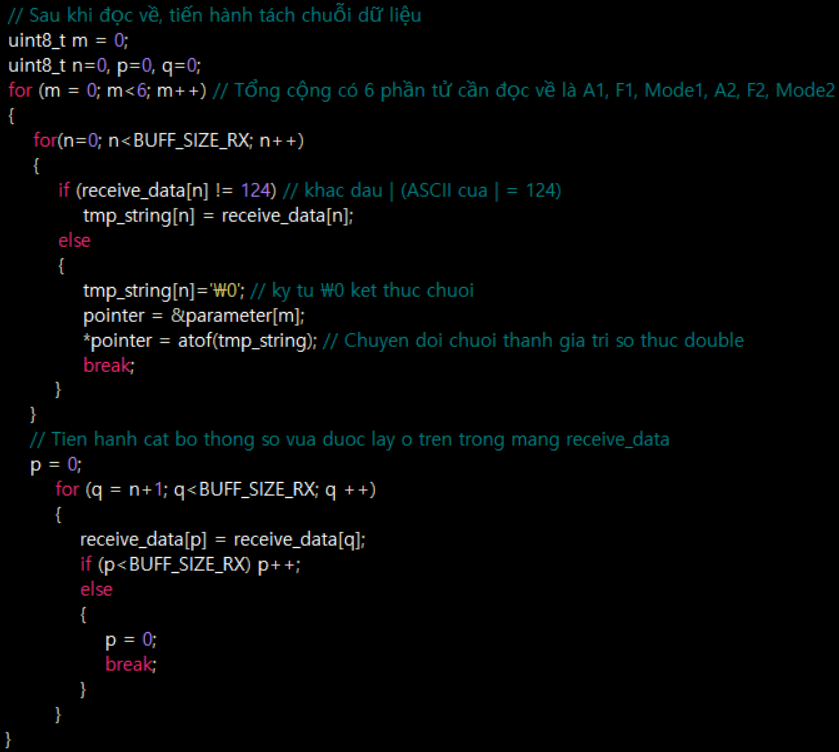 // Sau khi đọc về, tiến hành tách chuỗi dữ liệu
uint8_t m = 0;
uint8_t n=0, p=0, q=0;
for (m = 0; m<6; m++) // Tổng cộng có 6 phần tử cần đọc về là A1, F1, Mode1, A2, F2, Mode2
{
for(n=0; n<BUFF_SIZE_RX; n++)
{
if (receive_data[n] != 124) // khac dau | (ASCII cua | = 124)
tmp_string[n] = receive_data[n];
else
{
tmp_string[n]='₩0'; // ky tu ₩0 ket thuc chuoi
pointer = &parameter[m];
*pointer = atof(tmp_string); // Chuyen doi chuoi thanh gia tri so thuc double
break;
}
}
// Tien hanh cat bo thong so vua duoc lay o tren trong mang receive_data
p = 0;
for (q = n+1; q<BUFF_SIZE_RX; q ++)
{
receive_data[p] = receive_data[q];
if (p<BUFF_SIZE_RX) p++;
else
{
p = 0;
break;
}
}
}